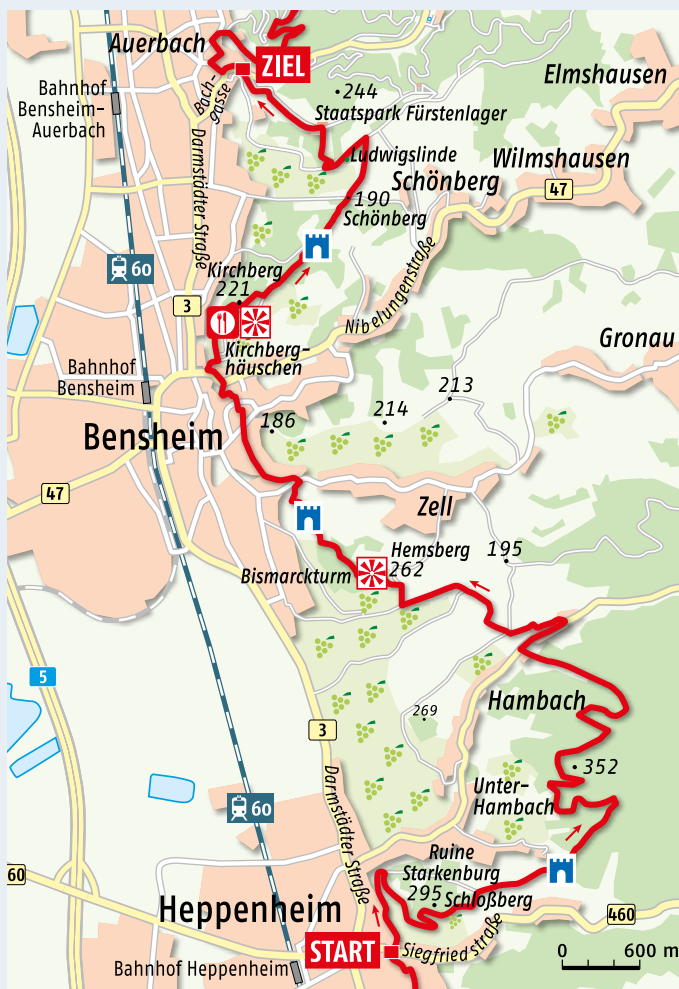 Auerbach
ZIEL
Elmshausen
Bahnhof
Bensheim-
Auerbach
Bach-
gasse
244
Staatspark Fürstenlager
Darmstädter Straße
Ludwigslinde
Wilmshausen
Schönberg
47
190
Schönberg
60
Kirchberg
221
3
Nibelungenstraße
Kirchberg-
häuschen
Gronau
Bahnhof
Bensheim
213
214
186
Bensheim
47
Zell
Hemsberg
195
Bismarckturm
262
5
Hambach
269
3
352
Unter-
Hambach
60
Darmstädter Straße
60
Ruine
Starkenburg
295
Schloßberg
Heppenheim
460
START
Siegfriedstraße
Bahnhof Heppenheim
0
600 m